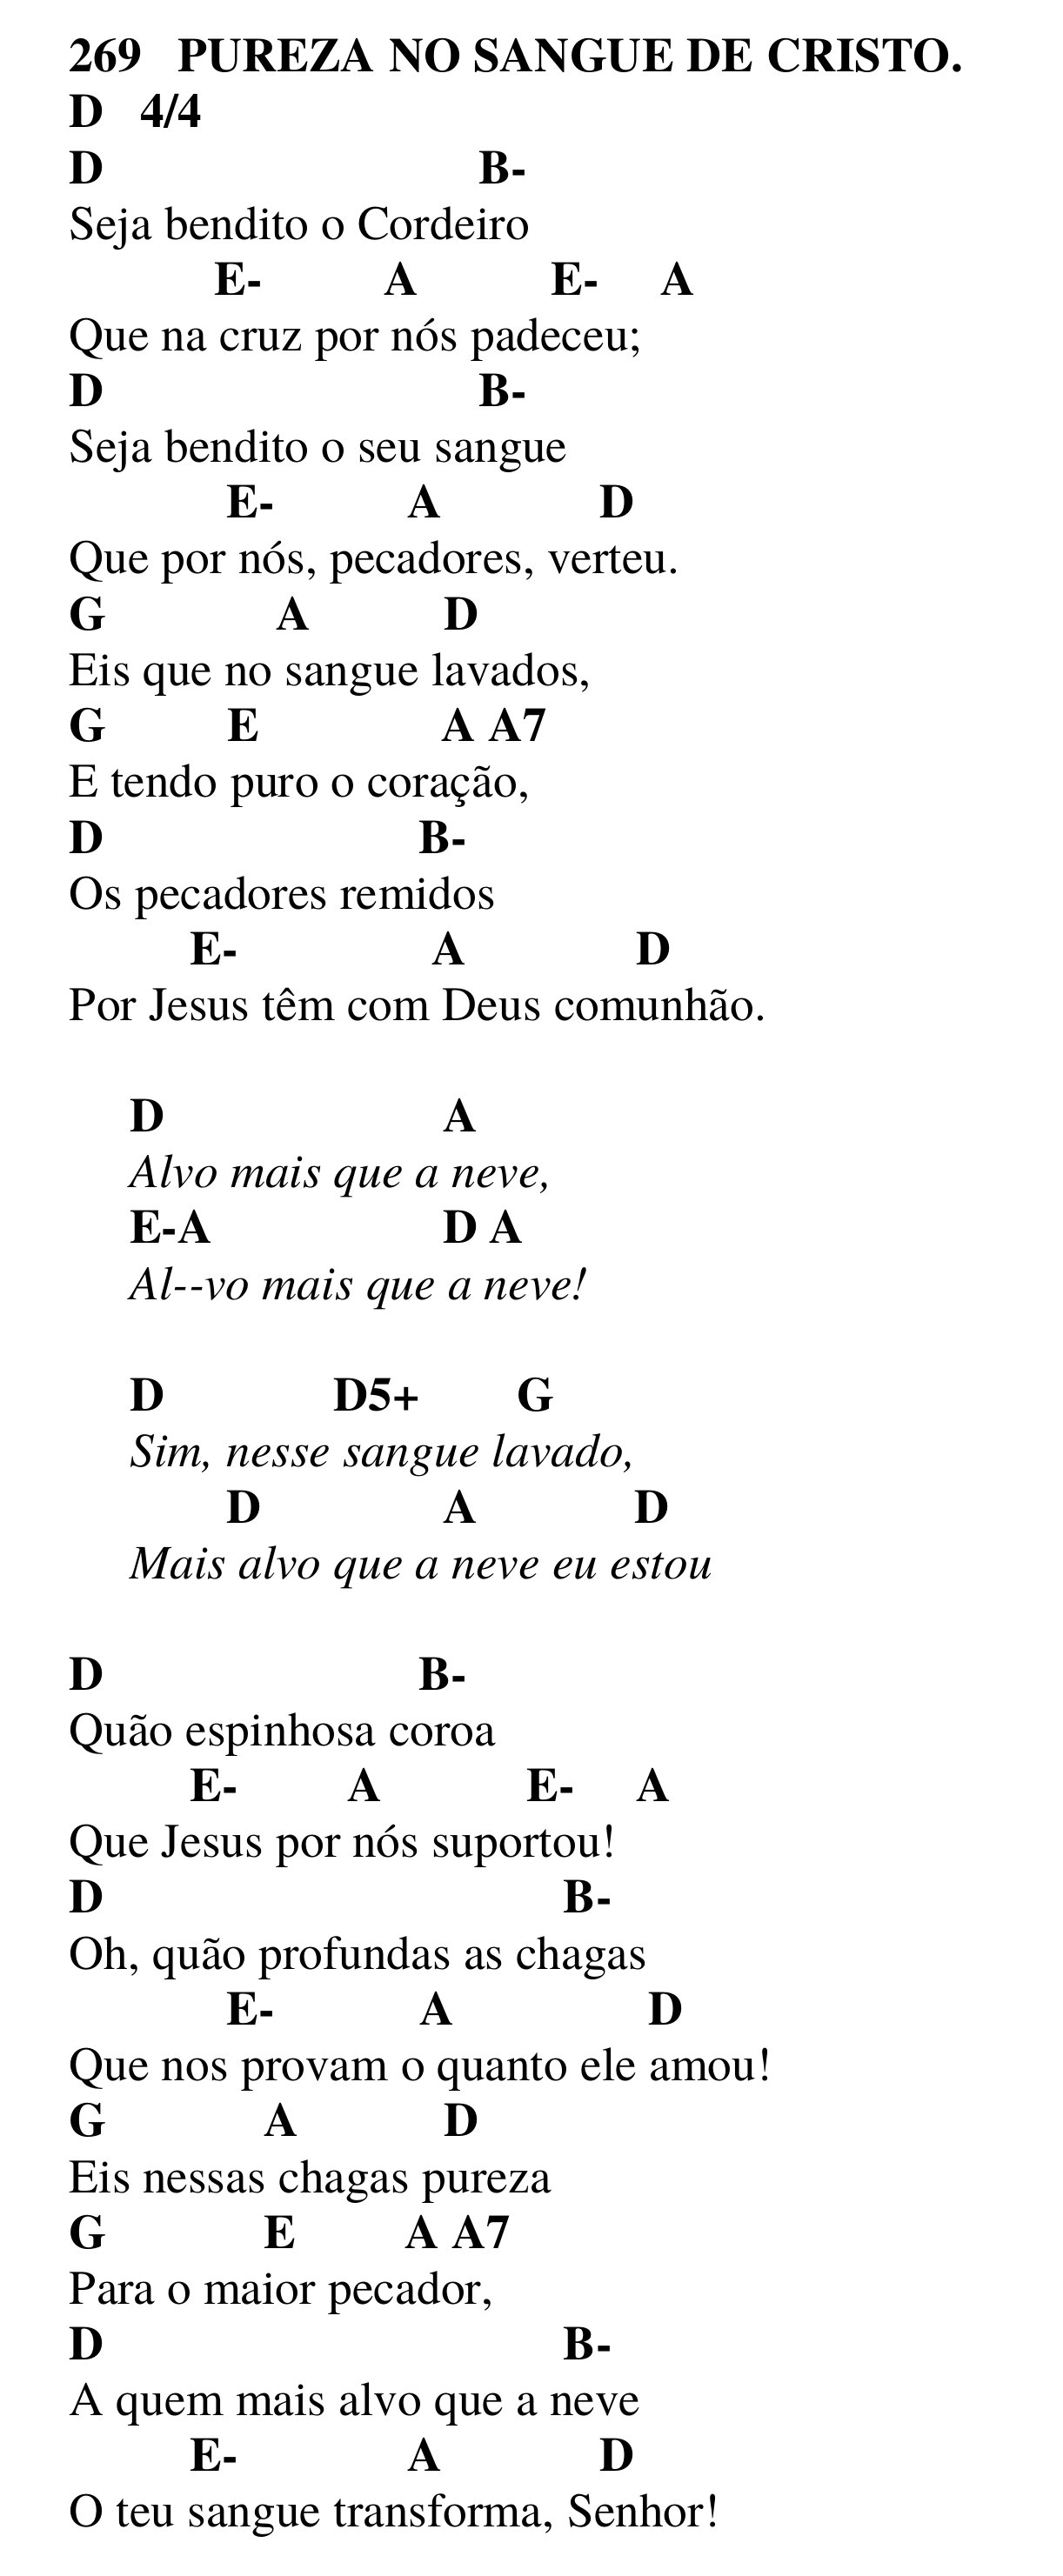 269   PUREZA NO SANGUE DE CRISTO.
D   4/4
D                               B-
Seja bendito o Cordeiro
            E-          A           E-     A
Que na cruz por nós padeceu;
D                               B-
Seja bendito o seu sangue
             E-           A             D
Que por nós, pecadores, verteu.
G              A           D
Eis que no sangue lavados,
G          E               A A7
E tendo puro o coração,
D                          B-
Os pecadores remidos
          E-                A              D
Por Jesus têm com Deus comunhão.

     D                       A
     Alvo mais que a neve,
     E-A                   D A
     Al--vo mais que a neve!

     D              D5+        G
     Sim, nesse sangue lavado,
             D               A             D
     Mais alvo que a neve eu estou

D                          B-
Quão espinhosa coroa
          E-         A            E-     A
Que Jesus por nós suportou!
D                                      B-
Oh, quão profundas as chagas
             E-            A                D
Que nos provam o quanto ele amou!
G             A            D
Eis nessas chagas pureza
G             E         A A7
Para o maior pecador,
D                                      B-
A quem mais alvo que a neve
          E-              A             D
O teu sangue transforma, Senhor!